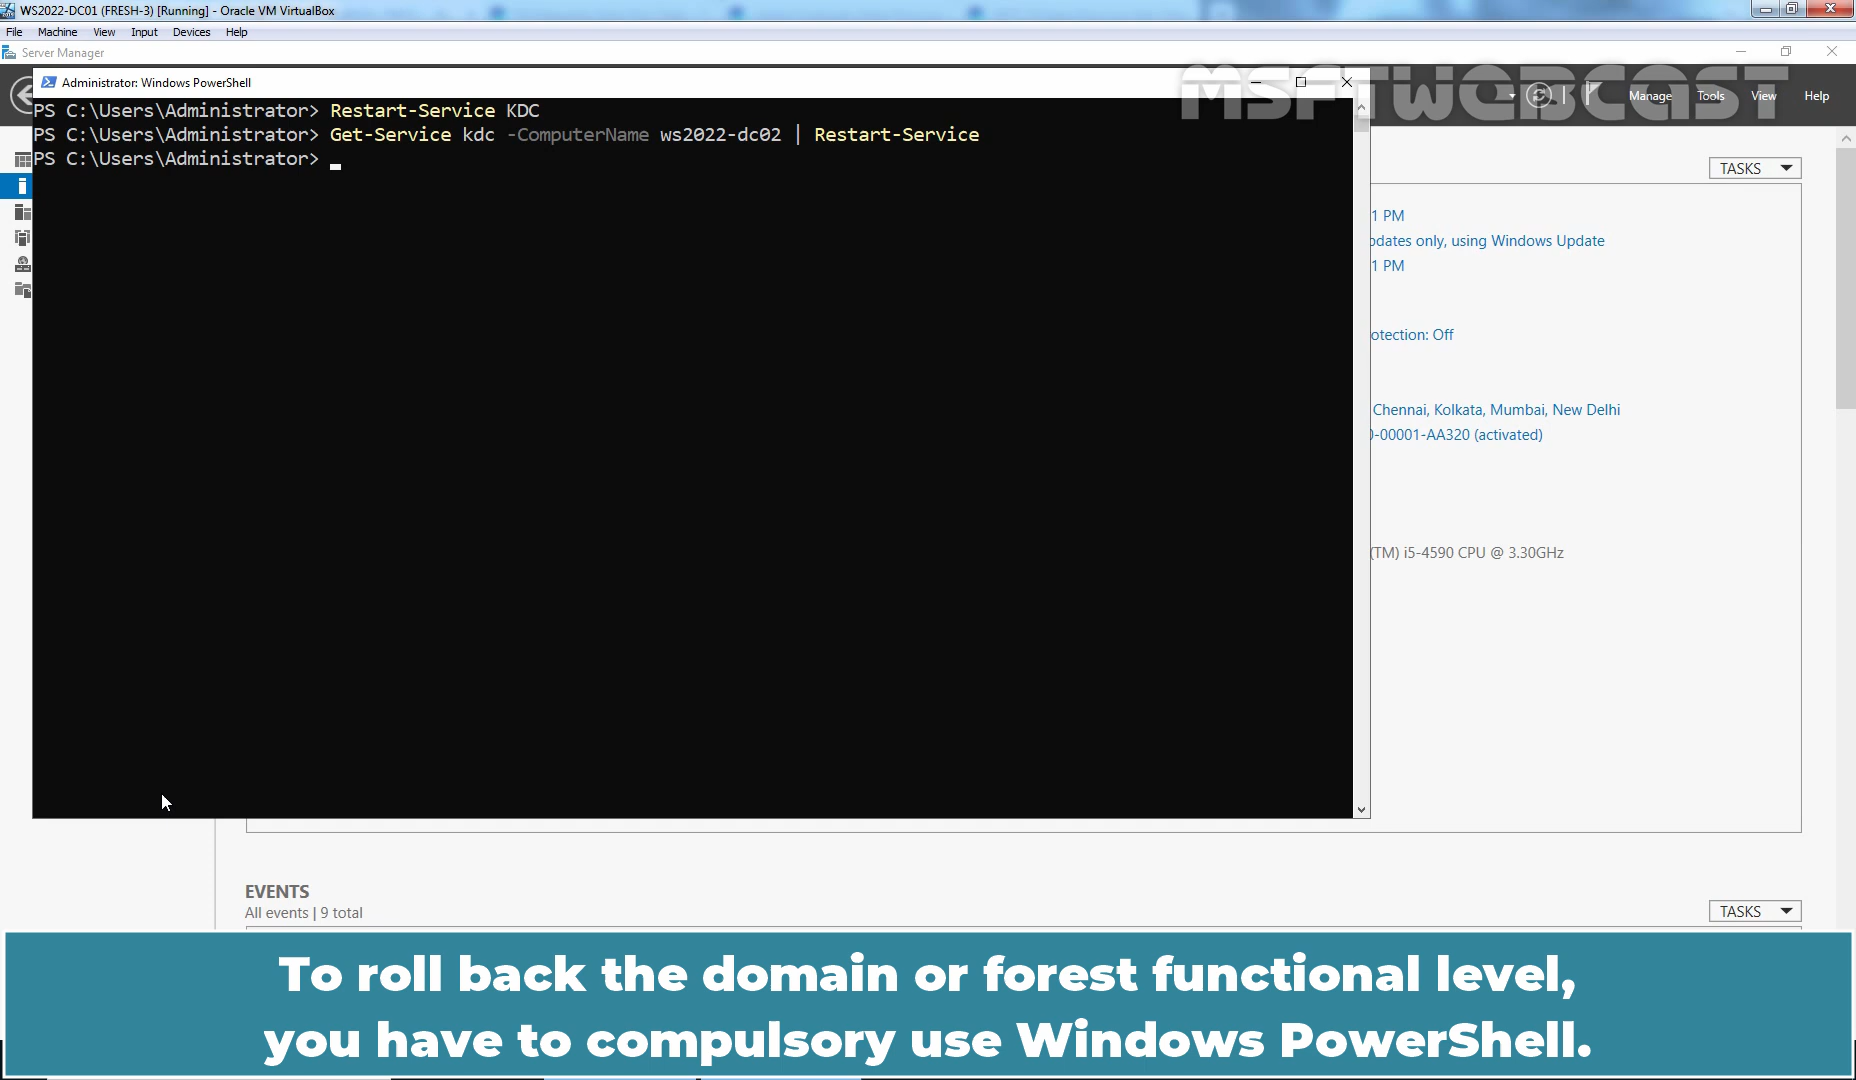 WS2022-DC01 (FRESH-3) [Running] - Oracle VM VirtualBox
File Machine View Input Devices Help
Server Manager
Administrator: Windows PowerShell
MSFTWEBCAST
Manage Tools View Help
PS C:\Users\Administrator> Restart-Service KDC
PS C:\Users\Administrator> Get-Service kdc -ComputerName ws2022-dc02 | Restart-Service
PS C:\Users\Administrator>
TASKS
1 PM
pdates only, using Windows Update
1 PM
otection: Off
Chennai, Kolkata, Mumbai, New Delhi
0-00001-AA320 (activated)
(TM) i5-4590 CPU @ 3.30GHz
EVENTS
All events | 9 total
TASKS
To roll back the domain or forest functional level,
you have to compulsory use Windows PowerShell.